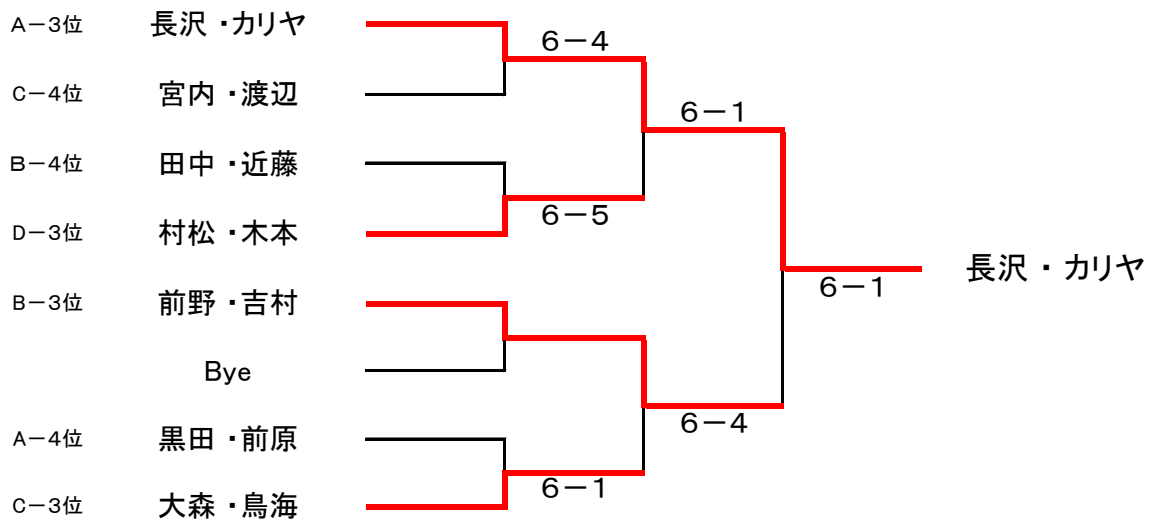 A－3位 長沢・カリヤ
6－4
C－4位 宮内・渡辺
6－1
B－4位 田中・近藤
6－5
D－3位 村松・木本
6－1 長沢・カリヤ
B－3位 前野・吉村
Bye
6－4
A－4位 黒田・前原
6－1
C－3位 大森・鳥海